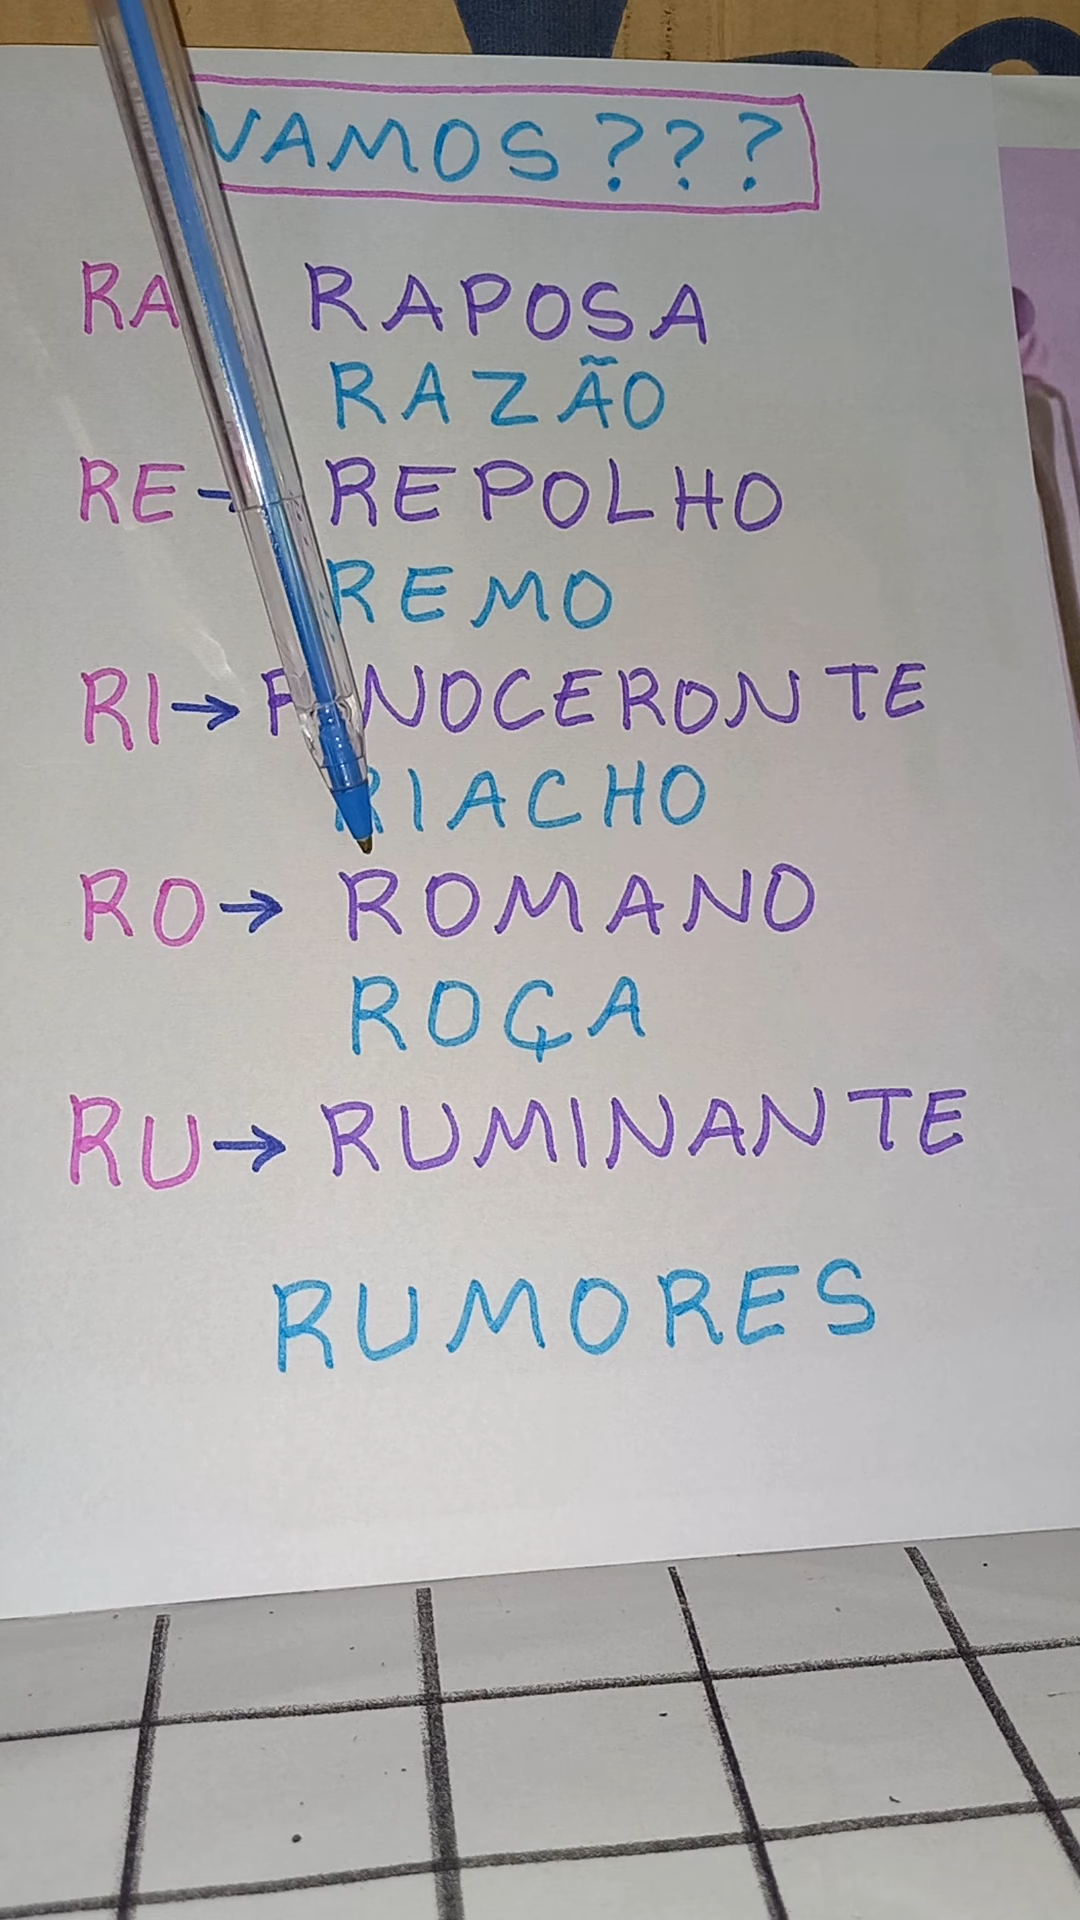 VAMOS???
RA RAPOSA
RAZÃO
RE→ REPOLHO
REMO
RI→ RINOCERONTE
RIACHO
RO→ ROMANO
ROÇA
RU→ RUMINANTE
RUMORES